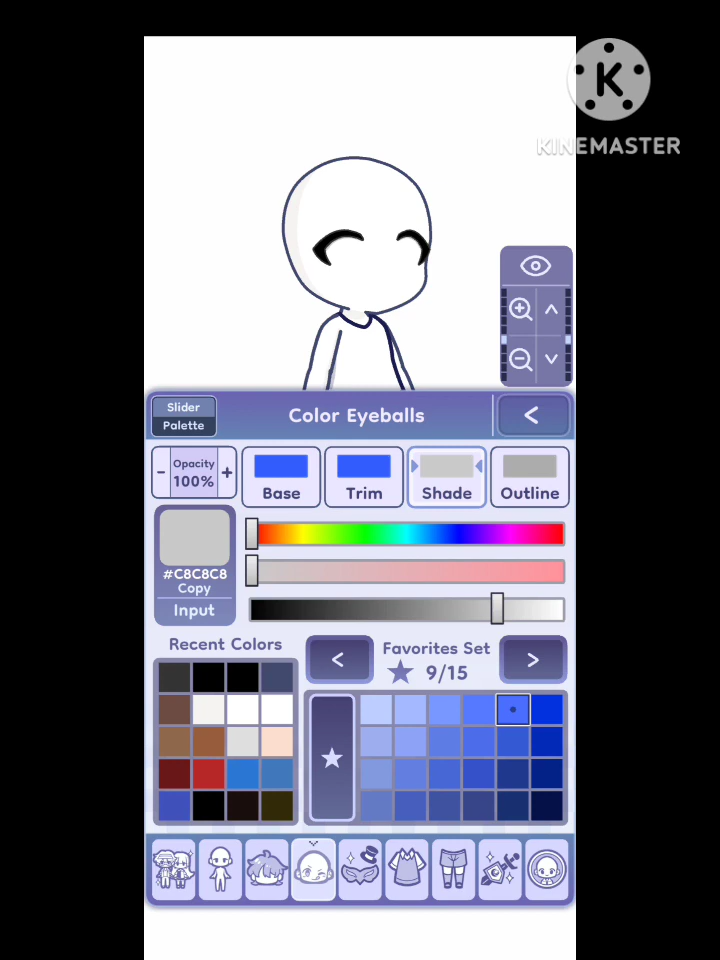 K
KINEMASTER
Slider
Palette
Color Eyeballs
<
- Opacity +
100%
Base
Trim
Shade
Outline
#C8C8C8
Copy
Input
Recent Colors
<
Favorites Set
9/15
>